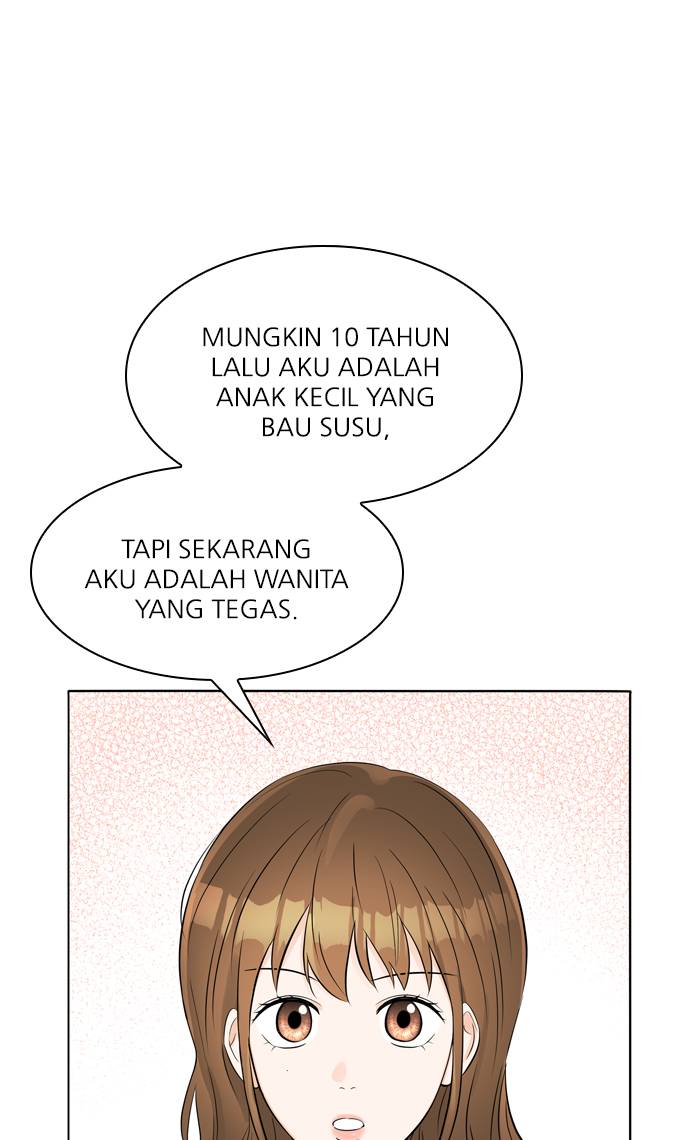 MUNGKIN 10 TAHUN
LALU AKU ADALAH
ANAK KECIL YANG
BAU SUSU,
TAPI SEKARANG
AKU ADALAH WANITA
YANG TEGAS.